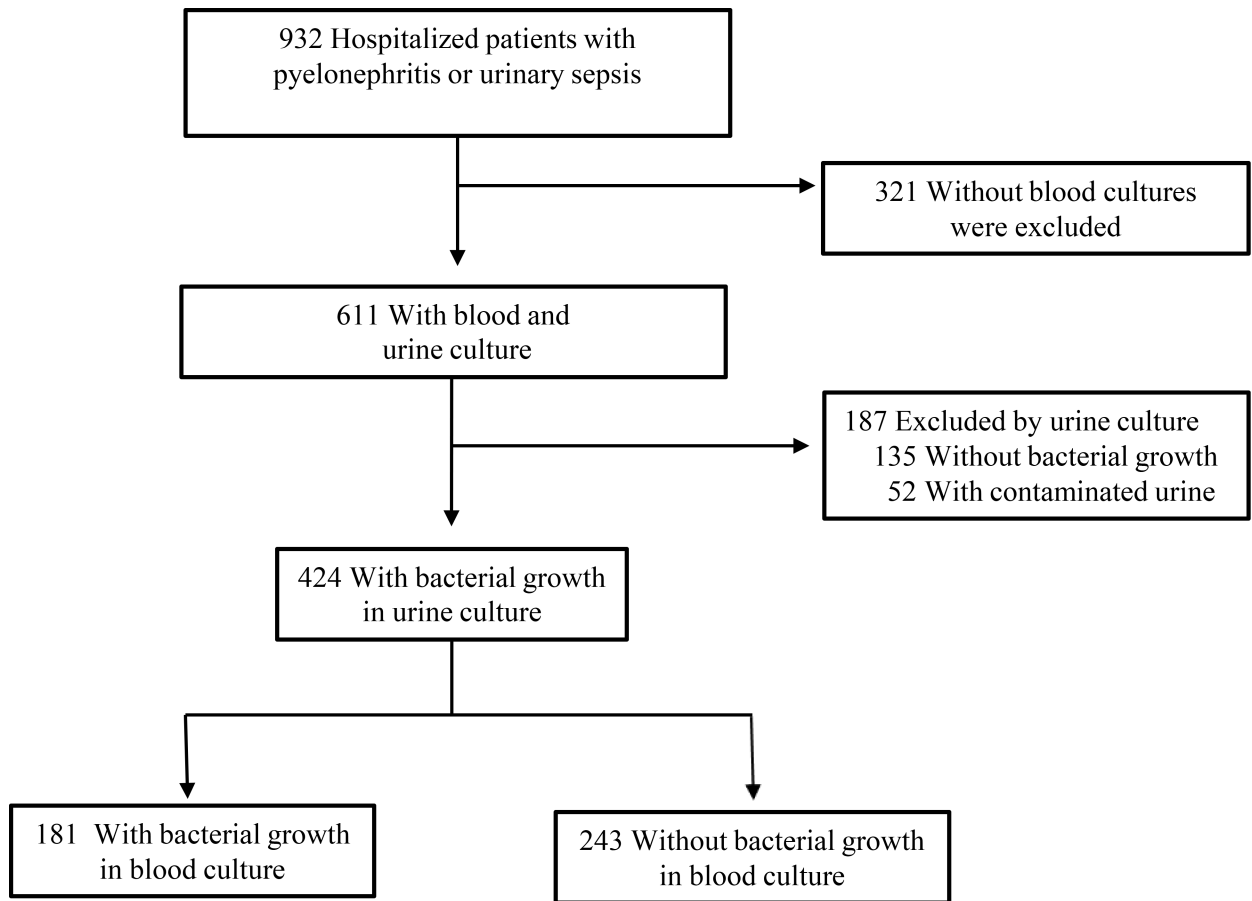 932 Hospitalized patients with
pyelonephritis or urinary sepsis
321 Without blood cultures
were excluded
611 With blood and
urine culture
187 Excluded by urine culture
135 Without bacterial growth
52 With contaminated urine
424 With bacterial growth
in urine culture
181 With bacterial growth
in blood culture
243 Without bacterial growth
in blood culture